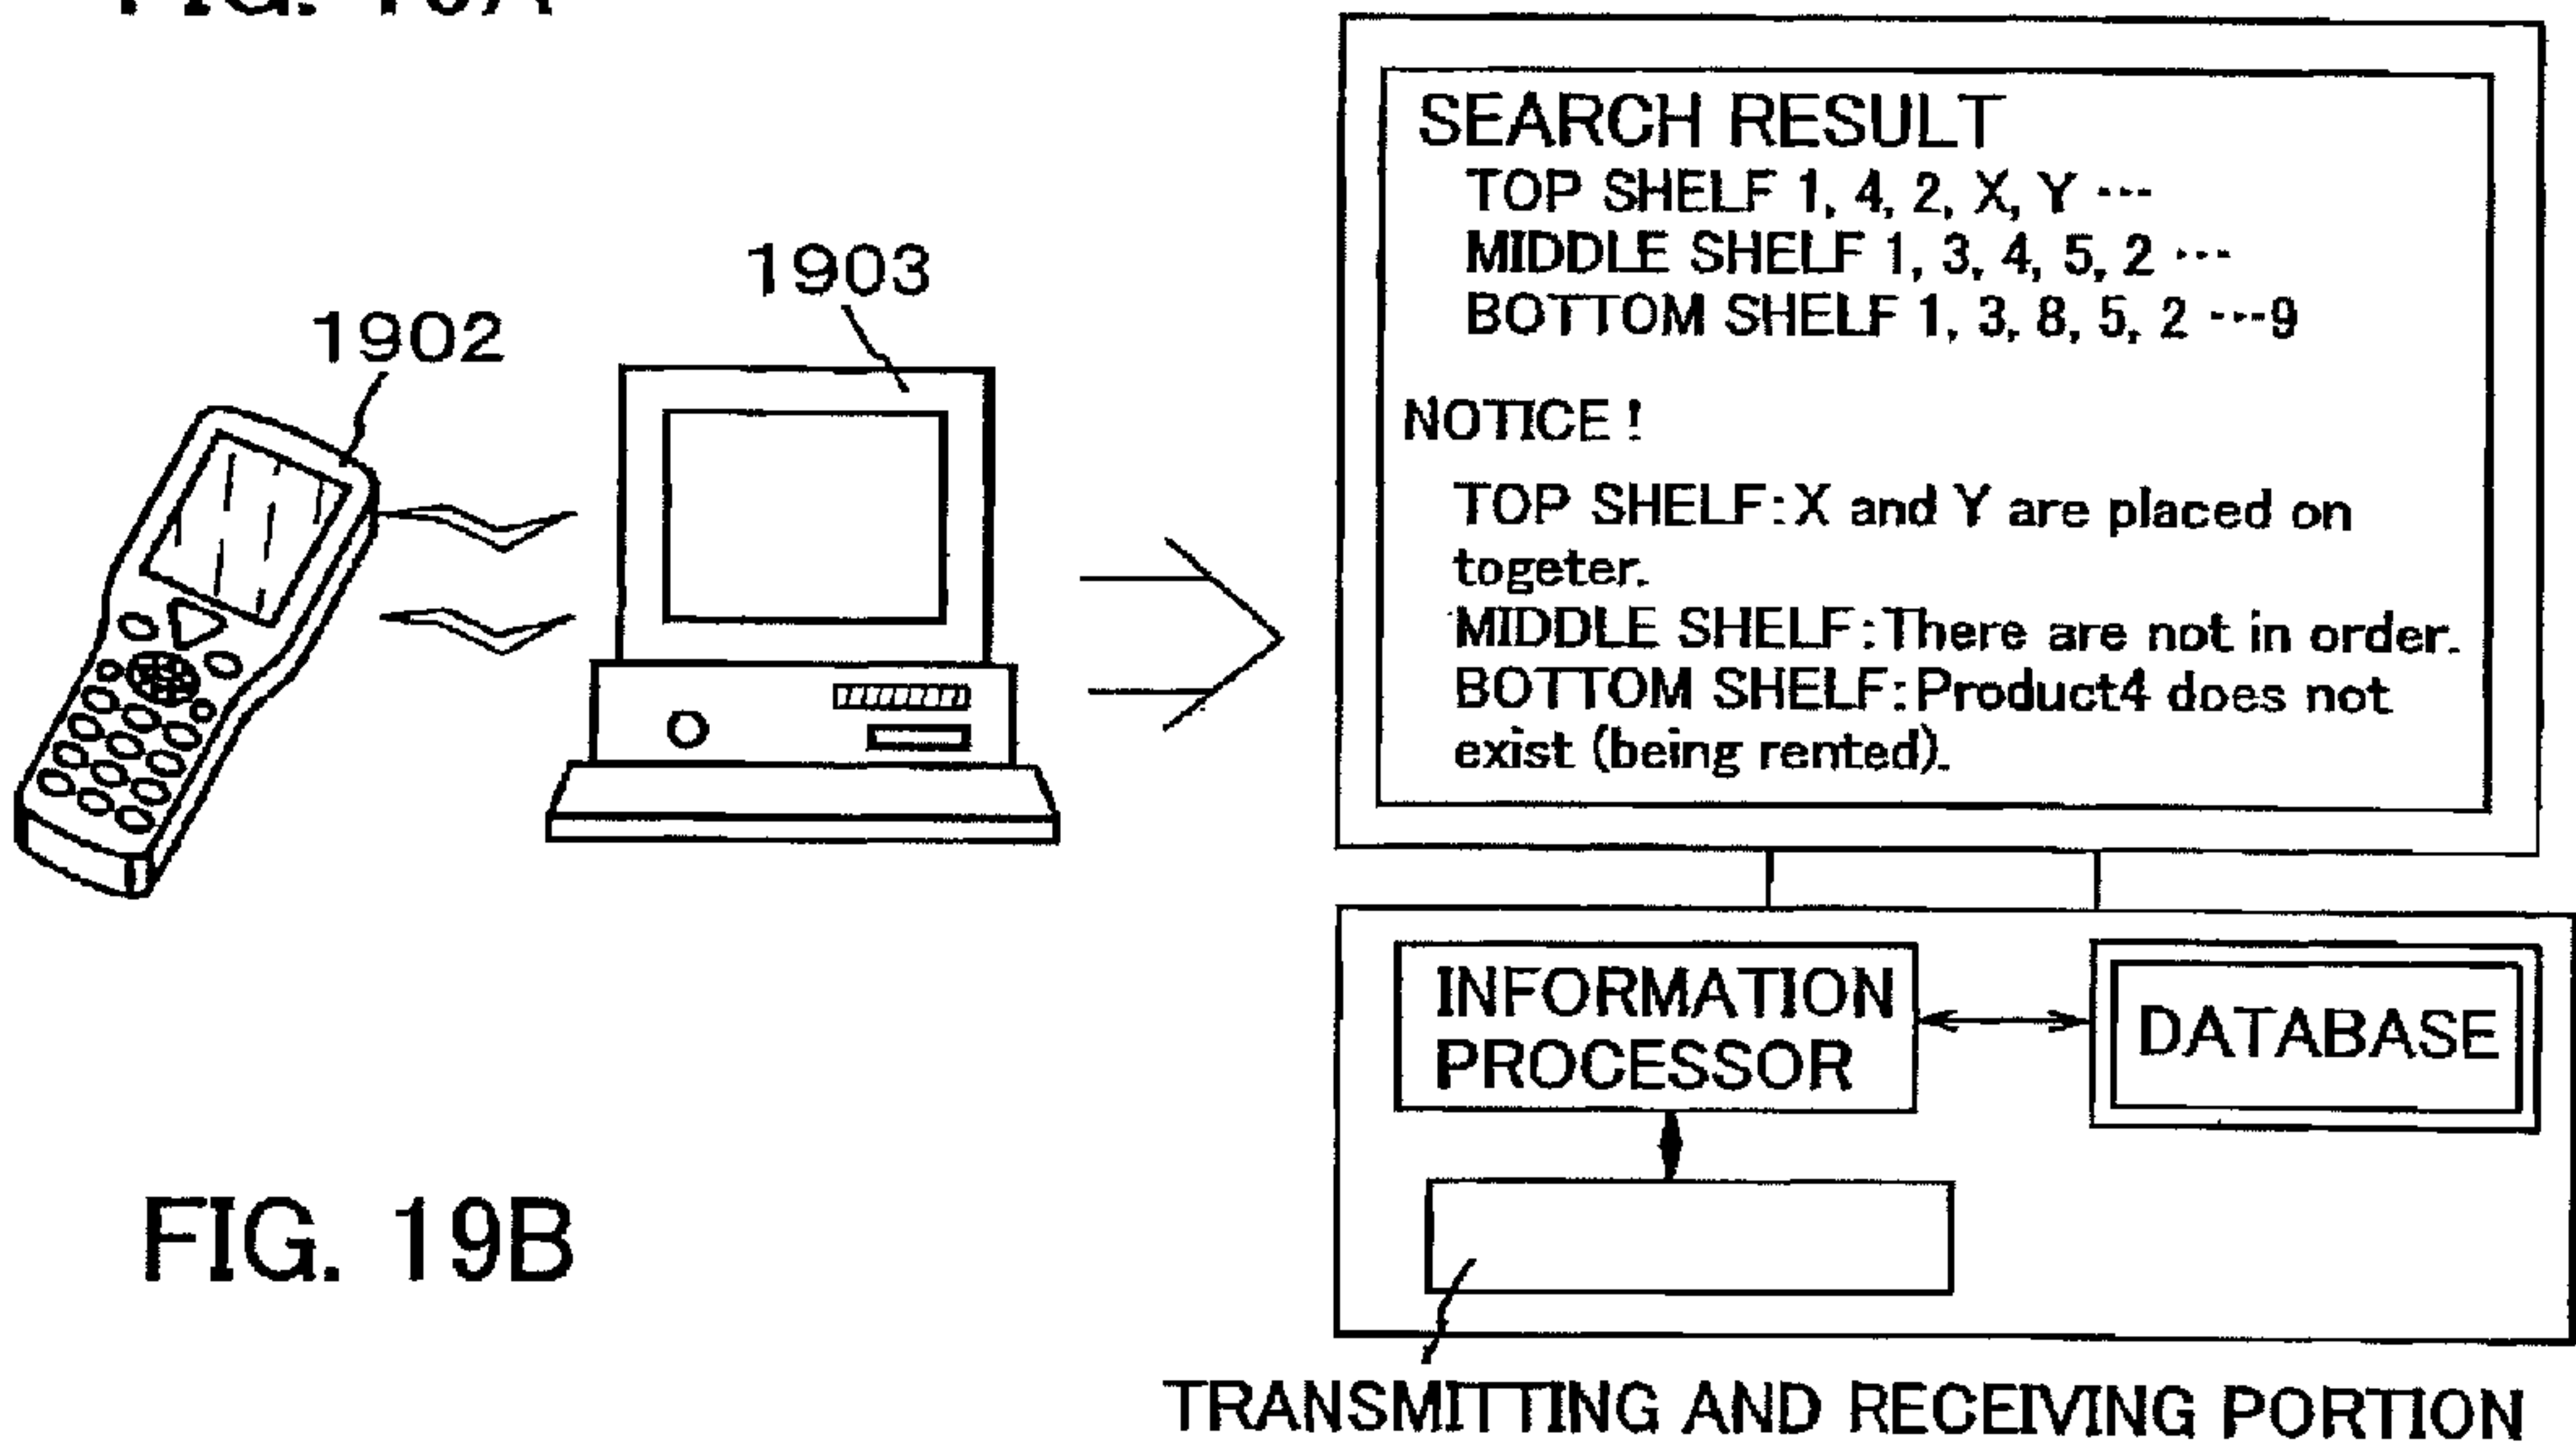 SEARCH RESULT
TOP SHELF 1, 4, 2, X, Y ···
MIDDLE SHELF 1, 3, 4, 5, 2 ···
BOTTOM SHELF 1, 3, 8, 5, 2 ···9
NOTICE !
TOP SHELF:X and Y are placed on
togeter.
MIDDLE SHELF:There are not in order.
BOTTOM SHELF:Product4 does not
exist (being rented).
1903
1902
INFORMATION
PROCESSOR
DATABASE
TRANSMITTING AND RECEIVING PORTION
FIG. 19B